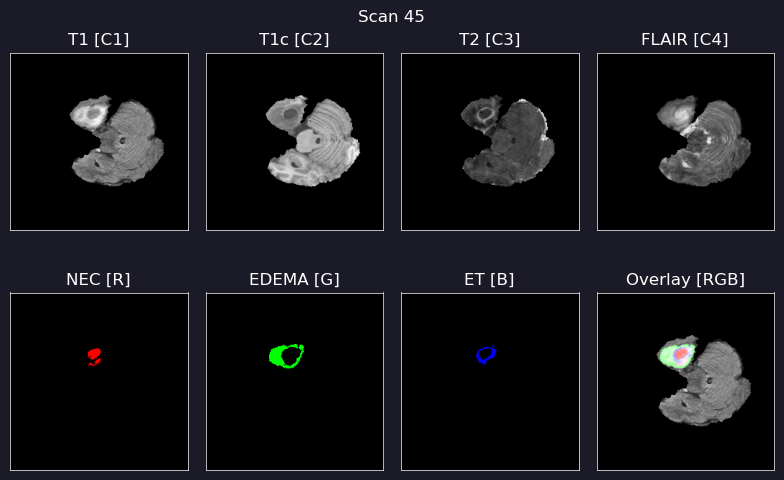 Scan 45
T1 [C1]
T1c [C2]
T2 [C3]
FLAIR [C4]
NEC [R]
EDEMA [G]
ET [B]
Overlay [RGB]